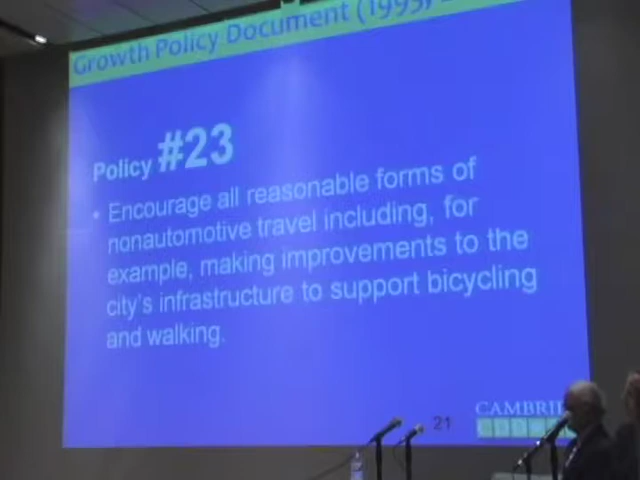 Growth Policy Document (1993,
Policy #23
• Encourage all reasonable forms of
nonautomotive travel including, for
example, making improvements to the
city's infrastructure to support bicycling
and walking.
21